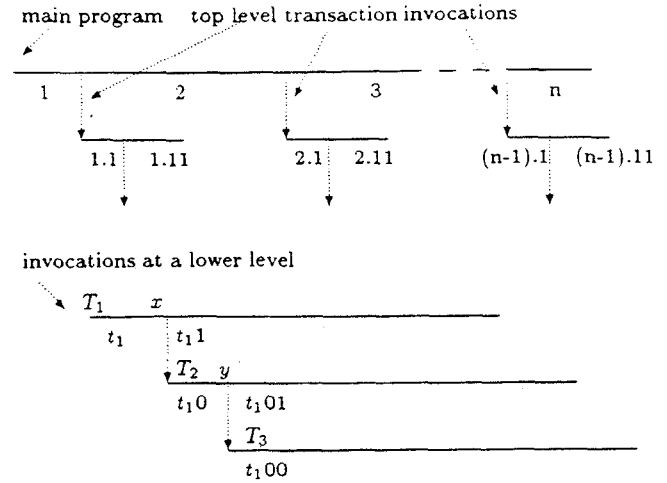 main program top level transaction invocations
1 2 3 n
1.1 1.11 2.1 2.11 (n-1).1 (n-1).11
invocations at a lower level
T₁ x
t₁ t₁1
T₂ y
t₁0 t₁01
T₃
t₁00